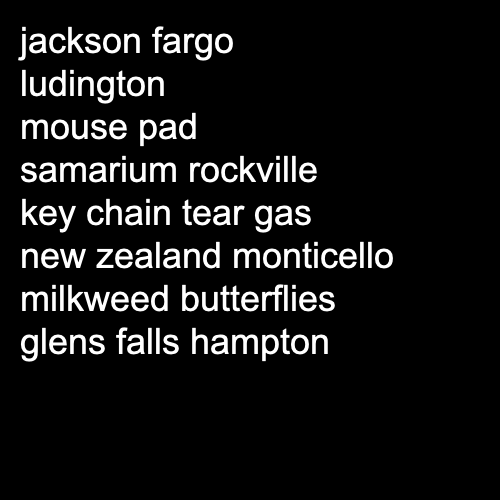 jackson fargo
ludington
mouse pad
samarium rockville
key chain tear gas
new zealand monticello
milkweed butterflies
glens falls hampton